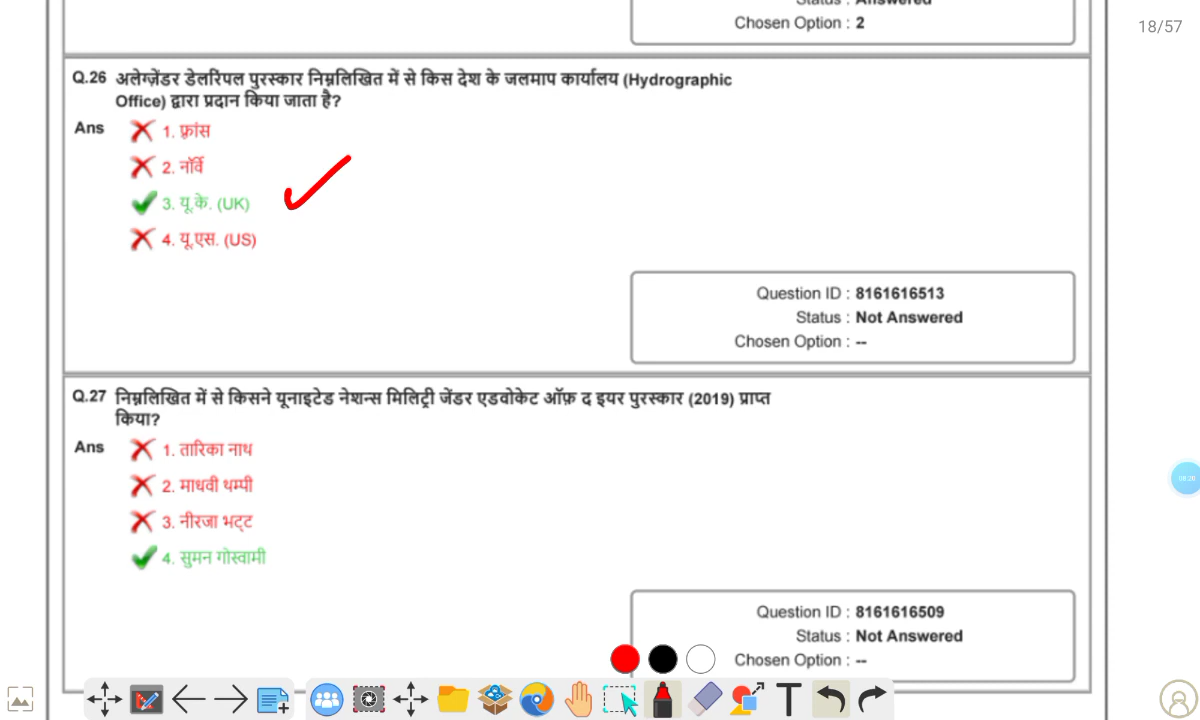 Status : Answered
Chosen Option : 2
18/57
Q.26 अलेग्ज़ेंडर डेलरिंपल पुरस्कार निम्नलिखित में से किस देश के जलमाप कार्यालय (Hydrographic
Office) द्वारा प्रदान किया जाता है?
Ans
1. फ़्रांस
2. नॉर्वे
3. यू.के. (UK)
4. यू.एस. (US)
Question ID : 8161616513
Status : Not Answered
Chosen Option : --
Q.27 निम्नलिखित में से किसने यूनाइटेड नेशन्स मिलिट्री जेंडर एडवोकेट ऑफ़ द इयर पुरस्कार (2019) प्राप्त
किया?
Ans
1. तारिका नाथ
2. माधवी थम्पी
3. नीरजा भट्ट
4. सुमन गोस्वामी
Question ID : 8161616509
Status : Not Answered
Chosen Option : --